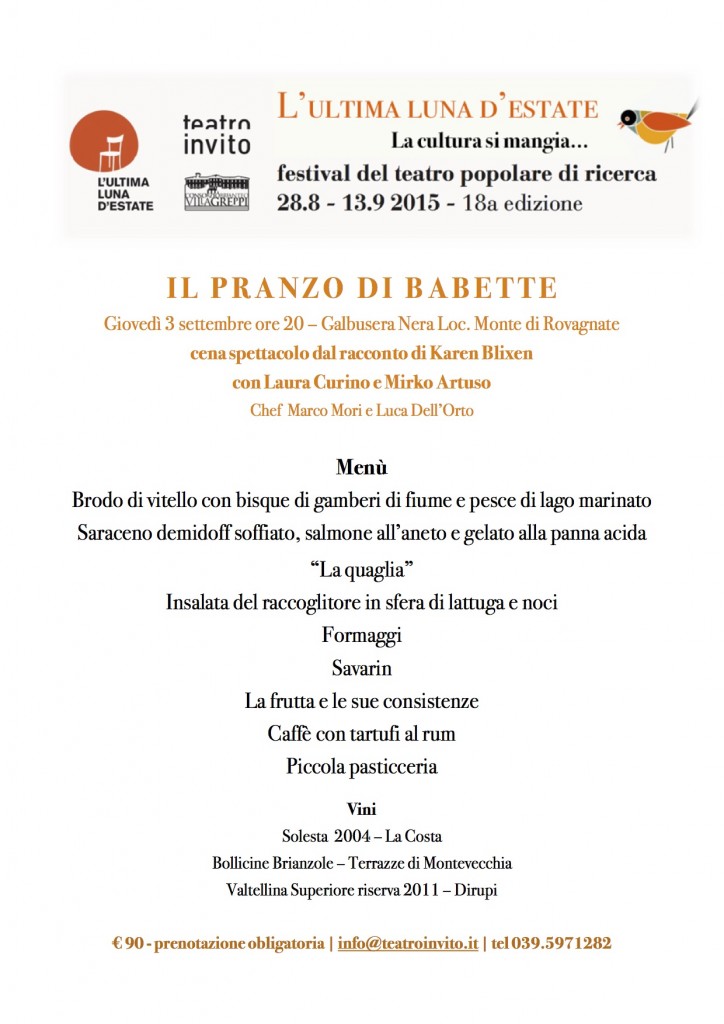 L'ULTIMA
LUNA
D'ESTATE
teatro
invito
VILLAGREPPI
L'ULTIMA LUNA D'ESTATE
La cultura si mangia...
festival del teatro popolare di ricerca
28.8 - 13.9 2015 - 18a edizione
IL PRANZO DI BABETTE
Giovedì 3 settembre ore 20 – Galbusera Nera Loc. Monte di Rovagnate
cena spettacolo dal racconto di Karen Blixen
con Laura Curino e Mirko Artuso
Chef Marco Mori e Luca Dell'Orto
Menù
Brodo di vitello con bisque di gamberi di fiume e pesce di lago marinato
Saraceno demidoff soffiato, salmone all'aneto e gelato alla panna acida
“La quaglia”
Insalata del raccoglitore in sfera di lattuga e noci
Formaggi
Savarin
La frutta e le sue consistenze
Caffè con tartufi al rum
Piccola pasticceria
Vini
Solesta 2004 – La Costa
Bollicine Brianzole – Terrazze di Montevecchia
Valtellina Superiore riserva 2011 – Dirupi
€ 90 - prenotazione obligatoria | info@teatroinvito.it | tel 039.5971282